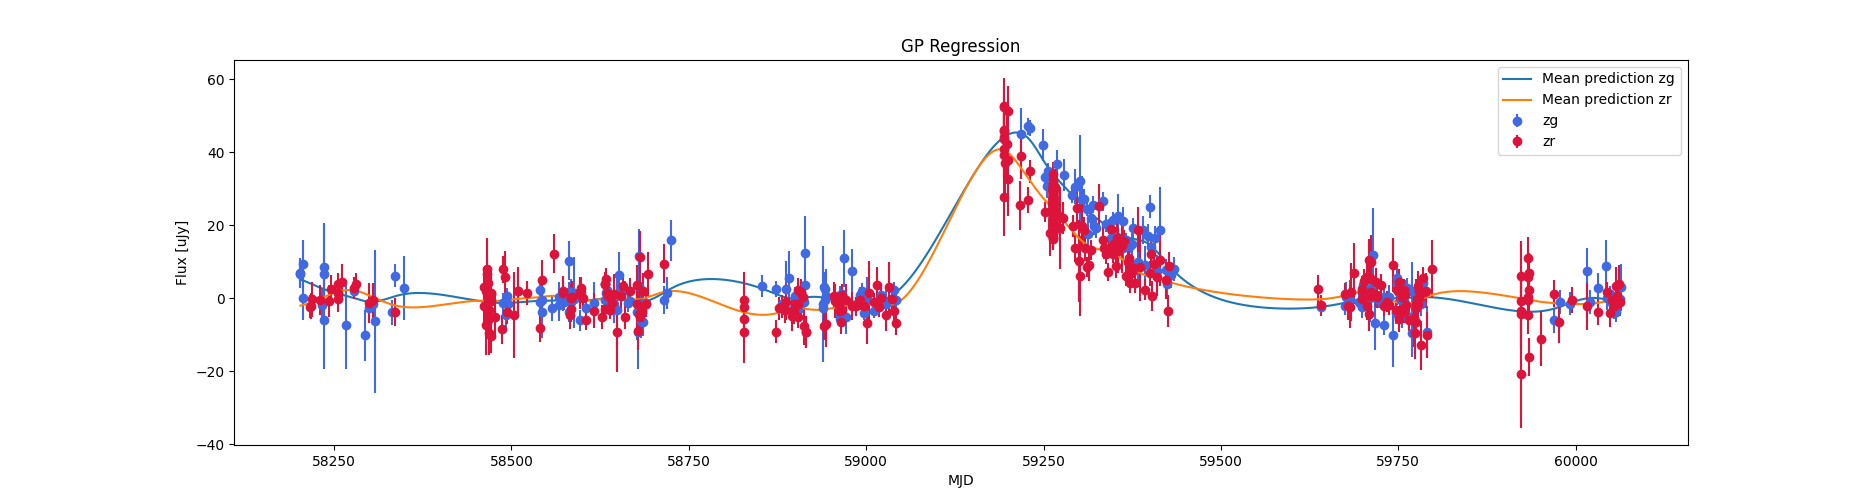 GP Regression
60
40
20
0
−20
−40
Flux [uJy]
58250
58500
58750
59000
59250
59500
59750
60000
MJD
Mean prediction zg
Mean prediction zr
zg
zr